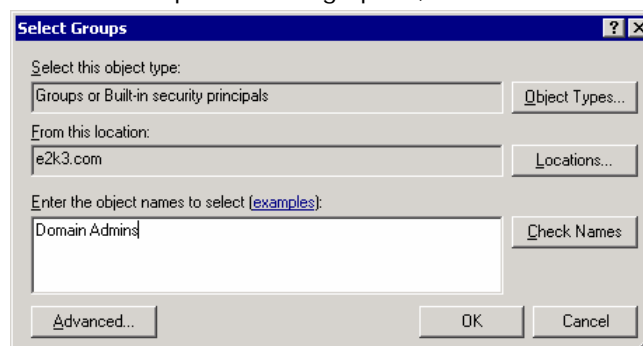 Select Groups
Select this object type:
Groups or Built-in security principals
Object Types...
From this location:
e2k3.com
Locations...
Enter the object names to select (examples):
Domain Admins
Check Names
Advanced...
OK
Cancel